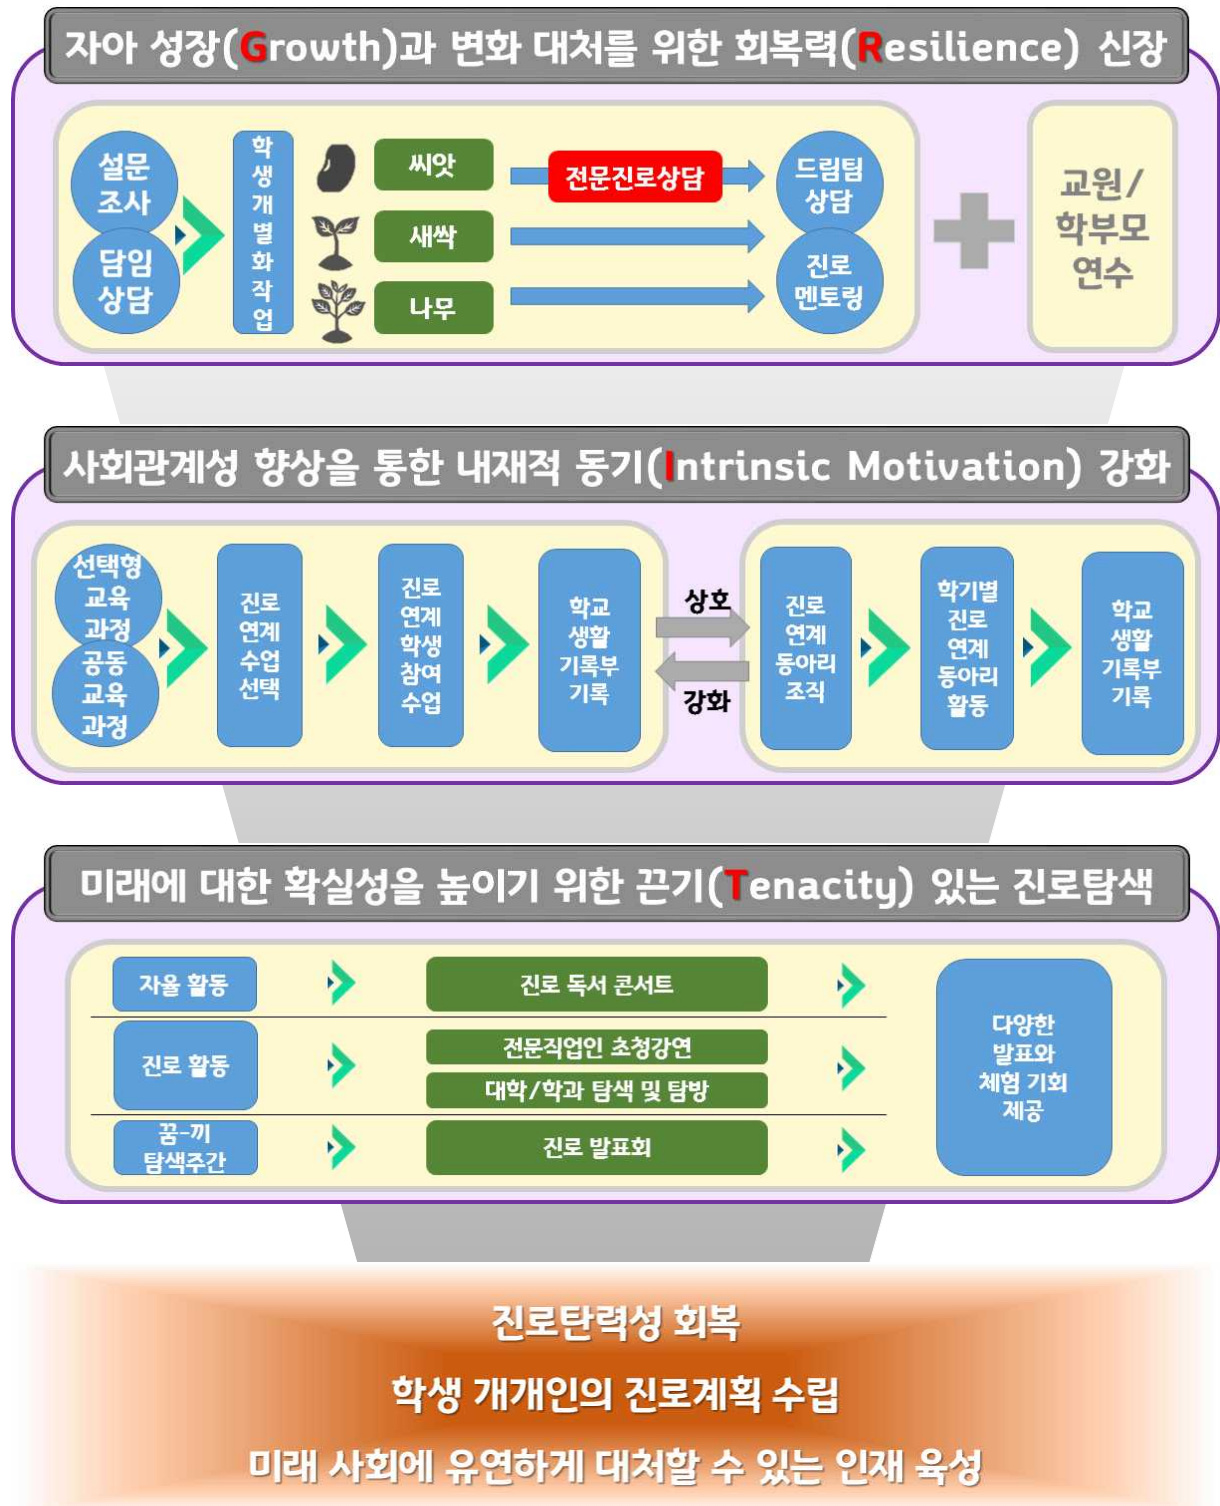 자아 성장(Growth)과 변화 대처를 위한 회복력(Resilience) 신장
설문
조사
담임
상담
학
생
개
별
화
작
업
씨앗
새싹
나무
전문진로상담
드림팀
상담
진로
멘토링
교원/
학부모
연수
사회관계성 향상을 통한 내재적 동기(Intrinsic Motivation) 강화
선택형
교육
과정
공동
교육
과정
진로
연계
수업
선택
진로
연계
학생
참여
수업
학교
생활
기록부
기록
상호
강화
진로
연계
동아리
조직
학기별
진로
연계
동아리
활동
학교
생활
기록부
기록
미래에 대한 확실성을 높이기 위한 끈기(Tenacity) 있는 진로탐색
자율 활동
진로 독서 콘서트
진로 활동
전문직업인 초청강연
대학/학과 탐색 및 탐방
꿈-끼
탐색주간
진로 발표회
다양한
발표와
체험 기회
제공
진로탄력성 회복
학생 개개인의 진로계획 수립
미래 사회에 유연하게 대처할 수 있는 인재 육성